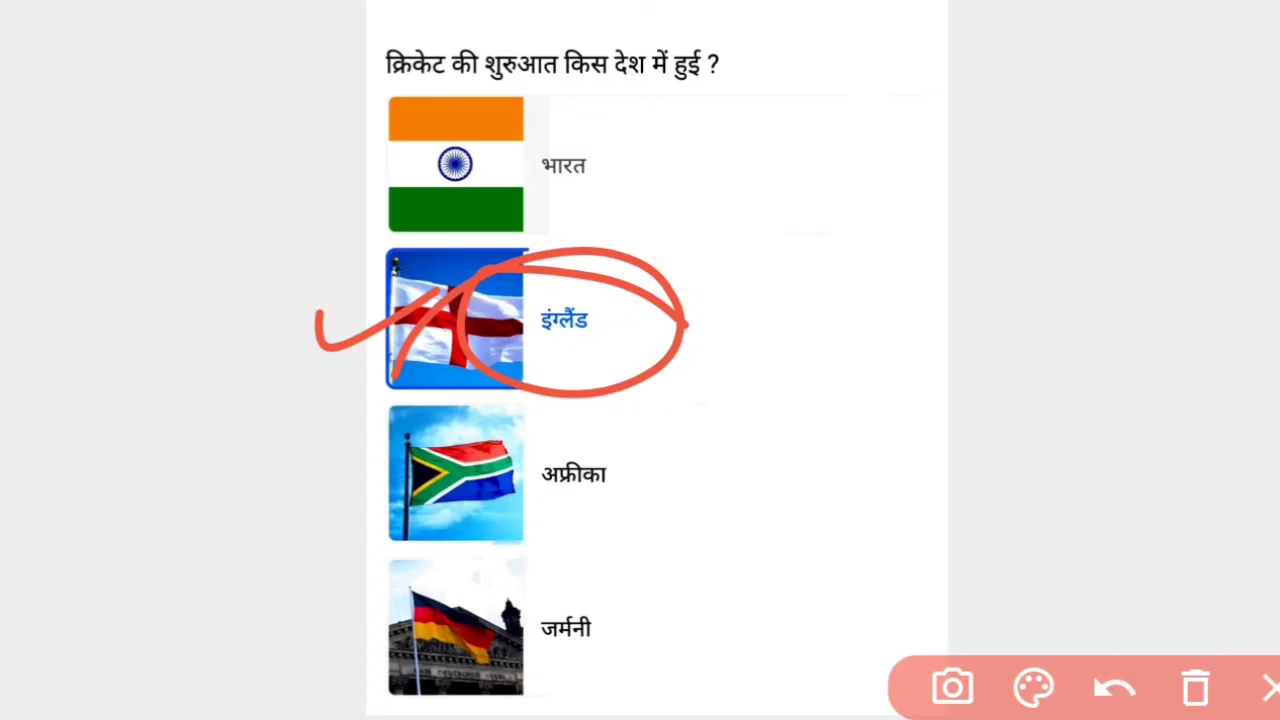 क्रिकेट की शुरुआत किस देश में हुई ?
भारत
इंग्लैंड
अफ्रीका
जर्मनी